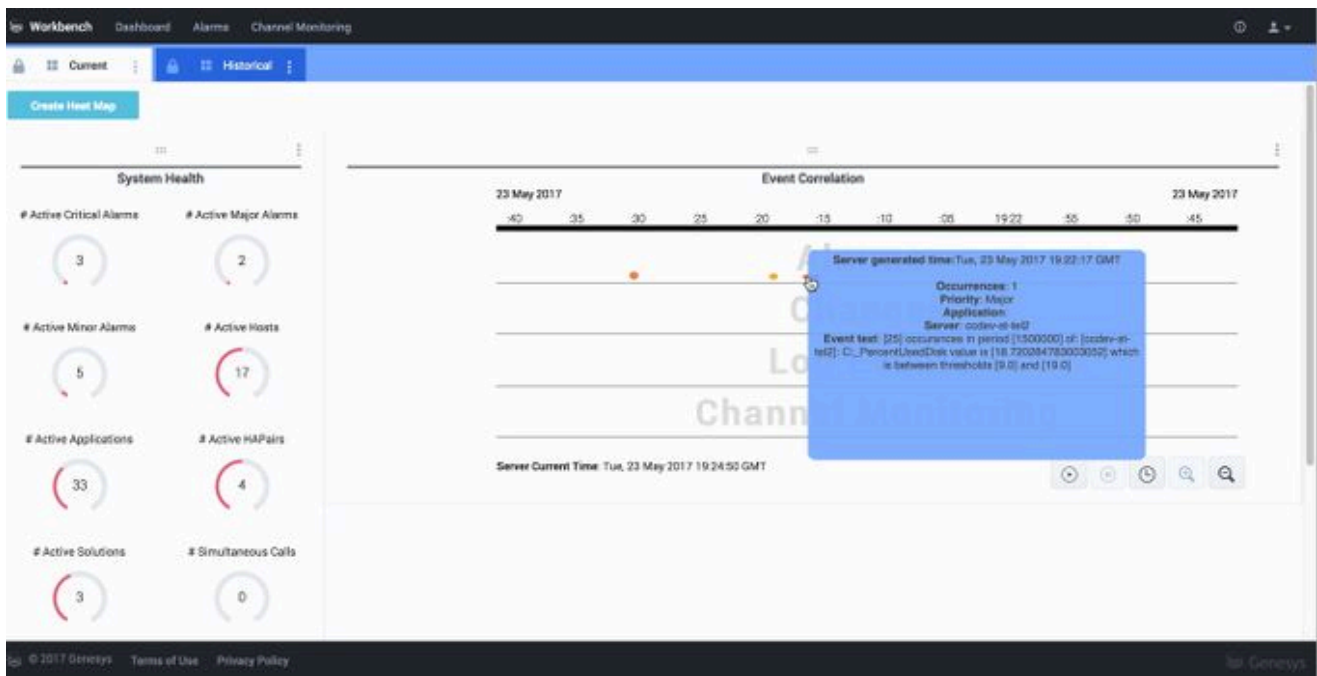 Workbench Dashboard Alarms Channel Monitoring
Current Historical
Create Heat Map
System Health
# Active Critical Alarms # Active Major Alarms
3 2
# Active Minor Alarms # Active Hosts
5 17
# Active Applications # Active HAPairs
33 4
# Active Solutions # Simultaneous Calls
3 0
Event Correlation
23 May 2017 23 May 2017
:40 :35 :30 :25 :20 :15 :10 :05 19:22 :55 :50 :45
Server generated time:Tue, 23 May 2017 19:22:17 GMT
Occurrences: 1
Priority: Major
Application:
Server: ccdev-st-tel2
Event text: [25] occurances in period [1500000] of: [ccdev-st-
tel2]: C:_PercentUsedDisk value is [18.720284783003052] which
is between thresholds [9.0] and [19.0]
Channel Monitoring
Server Current Time: Tue, 23 May 2017 19:24:50 GMT
© 2017 Genesys Terms of Use Privacy Policy
Genesys